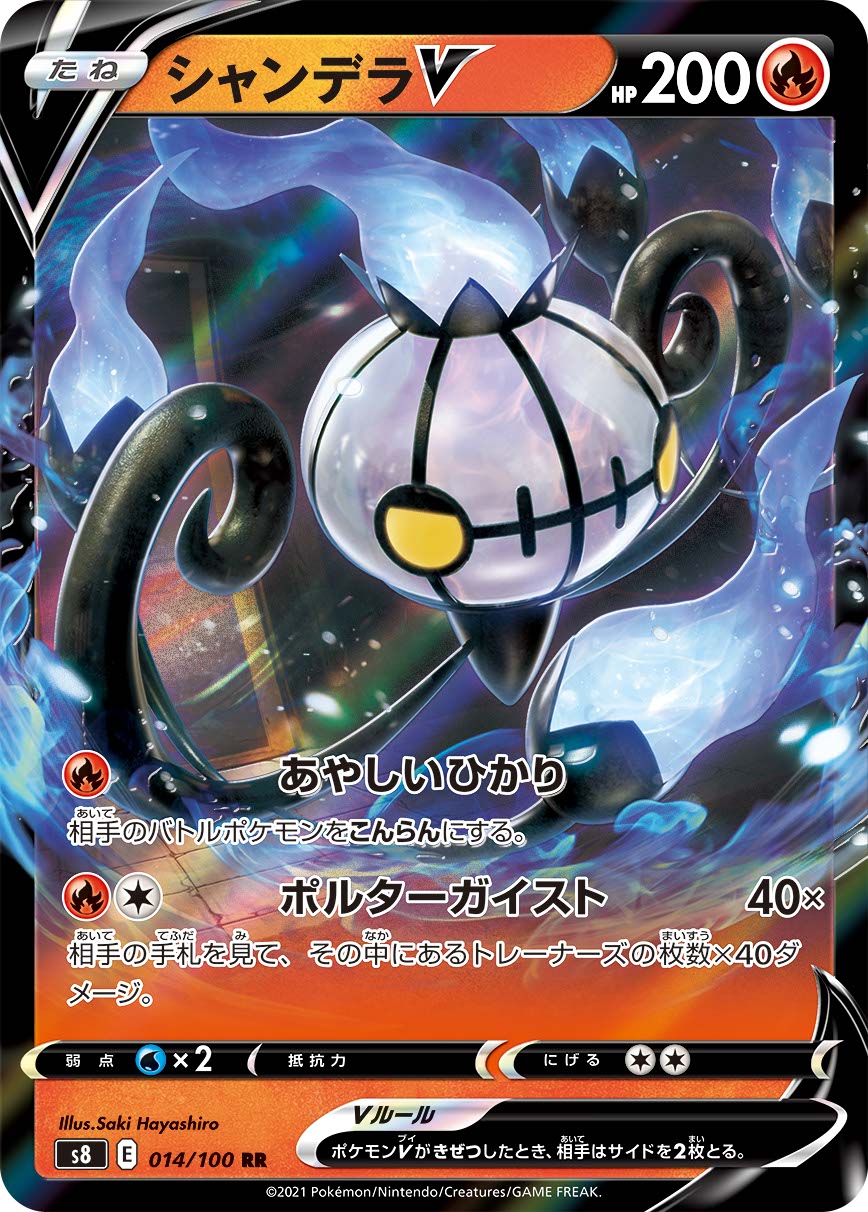 たね
シャンデラV
HP 200
あやしいひかり
相手のバトルポケモンをこんらんにする。
ポルターガイスト 40×
相手の手札を見て、その中にあるトレーナーズの枚数×40ダ
メージ。
弱点 ×2 抵抗力 にげる
Illus.Saki Hayashiro
Vルール
ポケモンVがきぜつしたとき、相手はサイドを2枚とる。
s8 E 014/100 RR
©2021 Pokémon/Nintendo/Creatures/GAME FREAK.